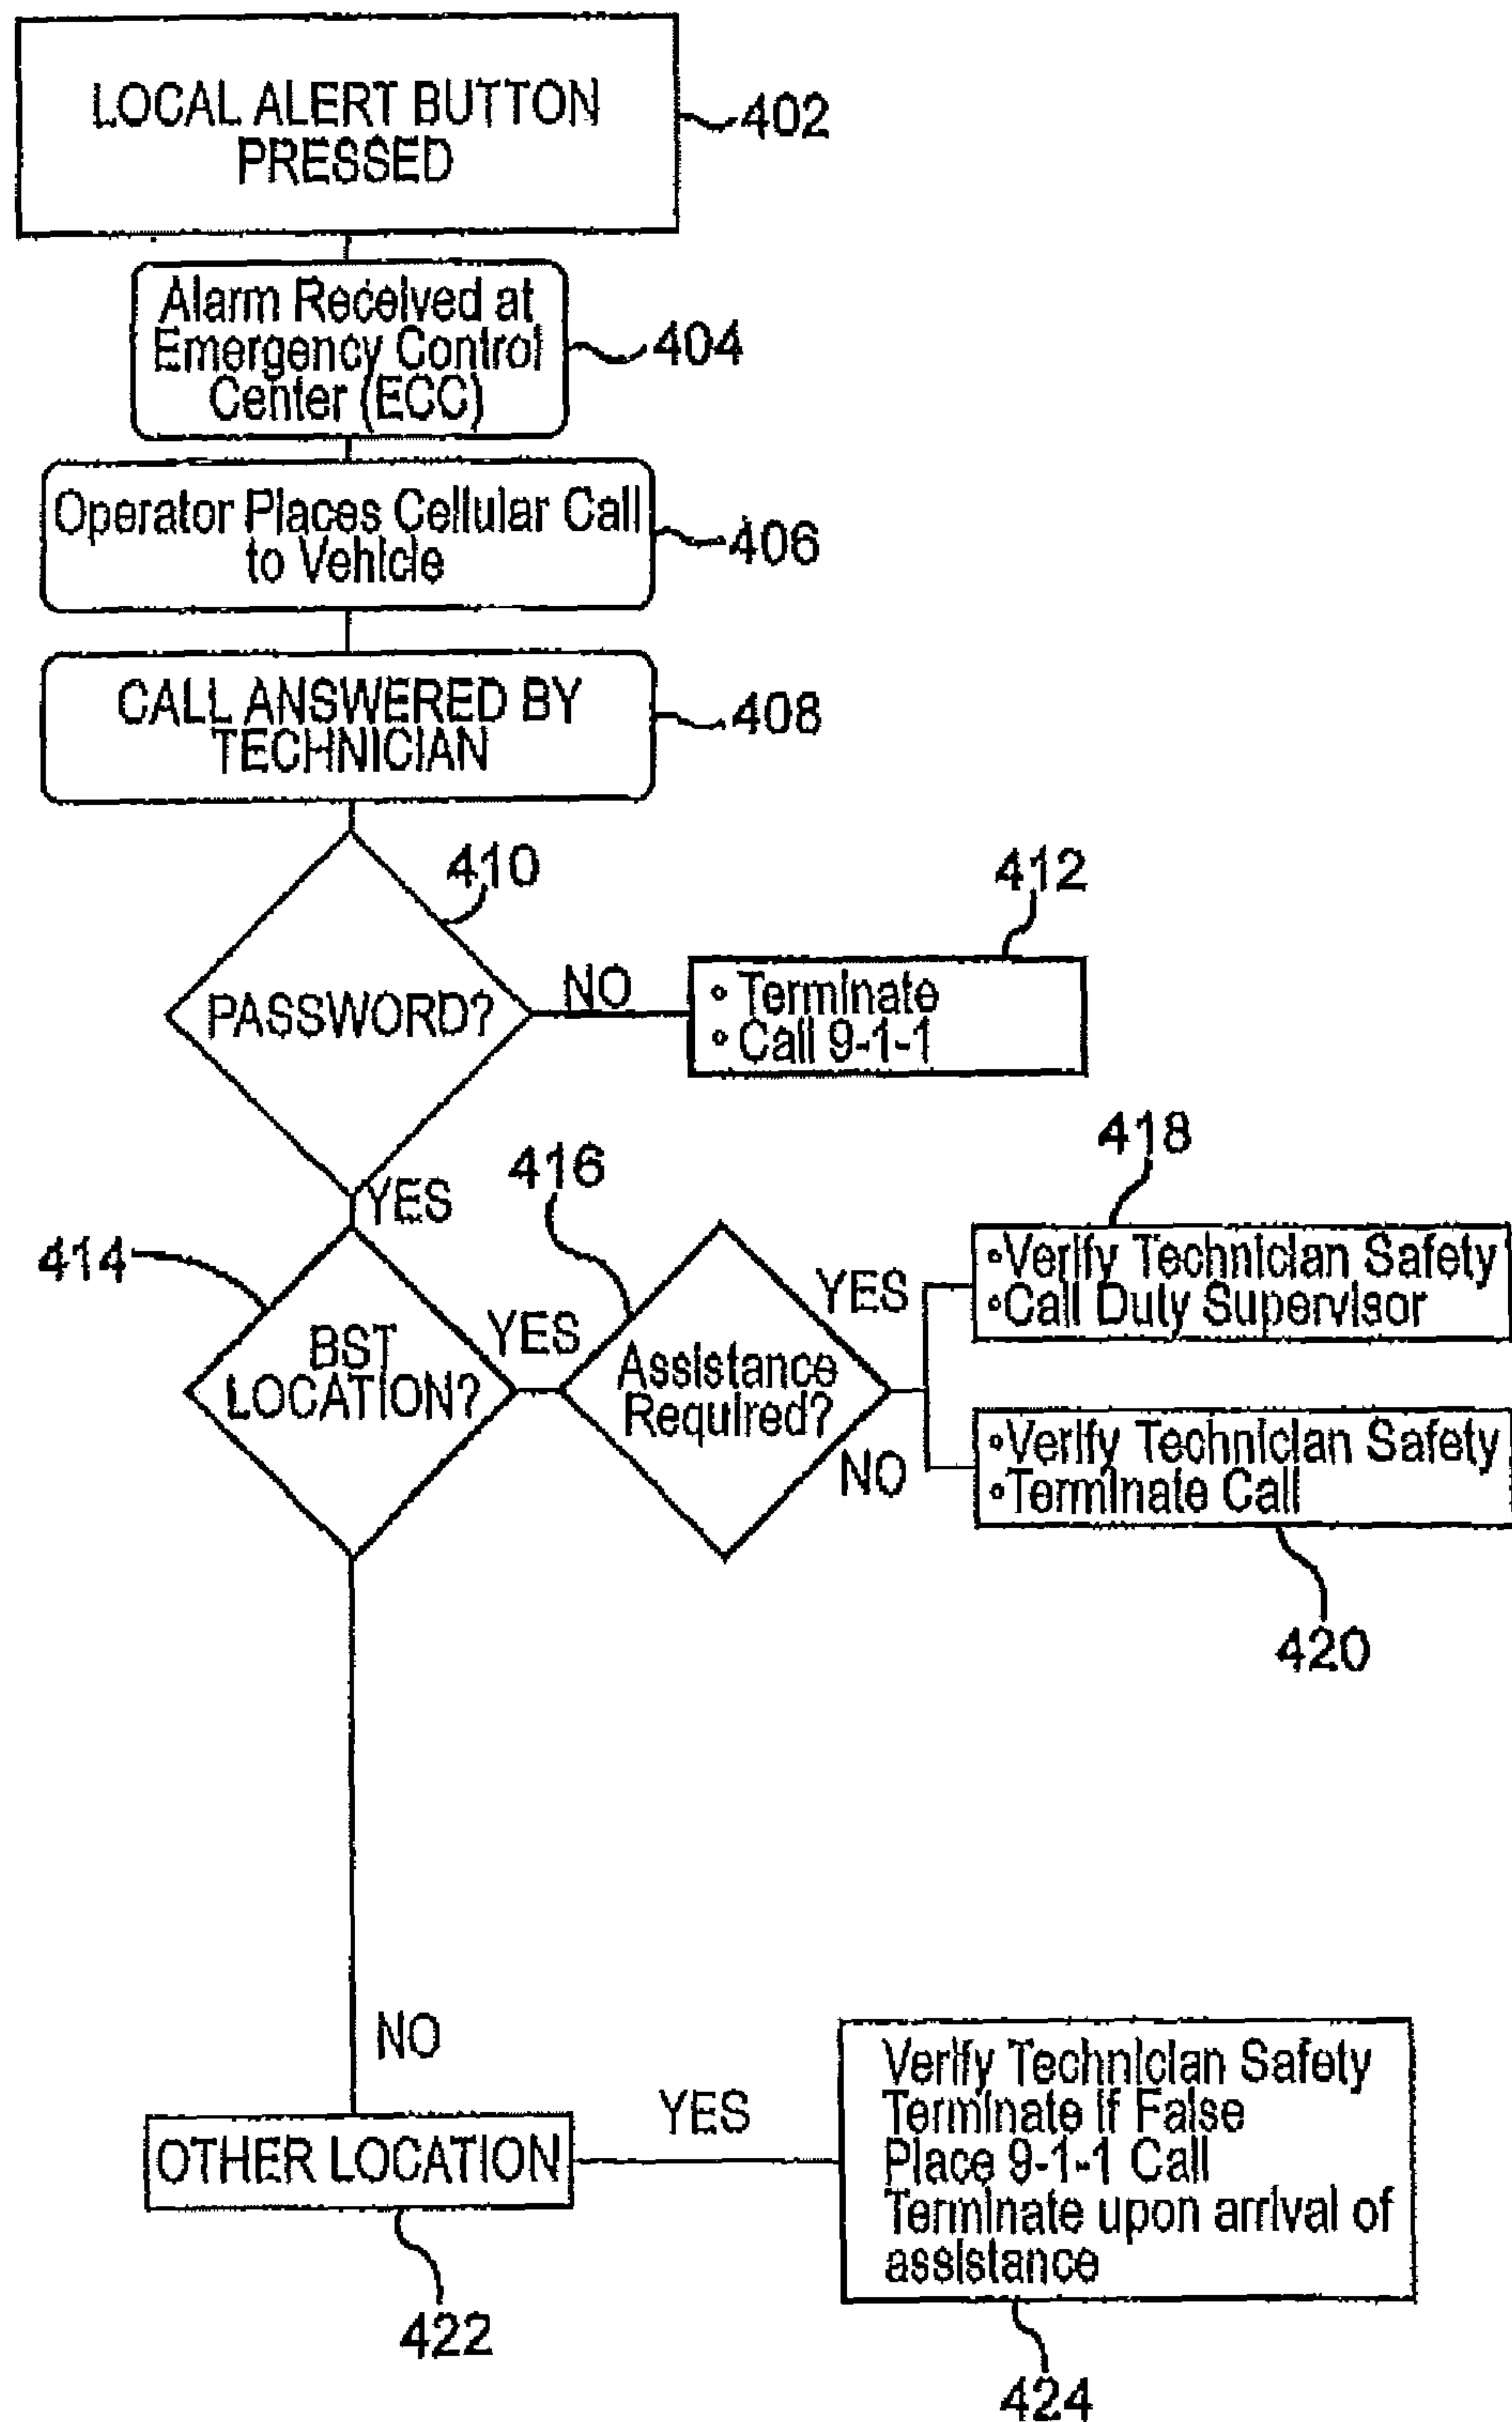 LOCAL ALERT BUTTON
PRESSED
402
Alarm Received at
Emergency Control
Center (ECC)
404
Operator Places Cellular Call
to Vehicle
406
CALL ANSWERED BY
TECHNICIAN
408
410
PASSWORD?
NO
412
• Terminate
• Call 9-1-1
YES
414
BST
LOCATION?
YES
416
Assistance
Required?
YES
418
•Verify Technician Safety
•Call Duty Supervisor
NO
•Verify Technician Safety
•Terminate Call
420
NO
OTHER LOCATION
422
YES
Verify Technician Safety
Terminate if False
Place 9-1-1 Call
Terminate upon arrival of
assistance
424